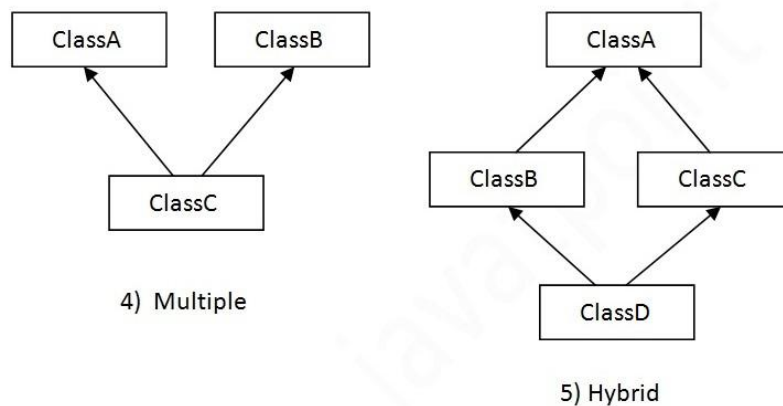 ClassA
ClassB
ClassC
4) Multiple
ClassA
ClassB
ClassC
ClassD
5) Hybrid